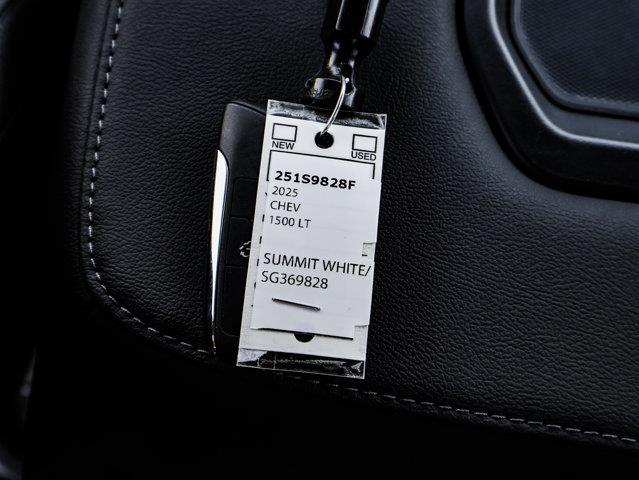 NEW USED
251S9828F
2025
CHEV
1500 LT
SUMMIT WHITE/
SG369828